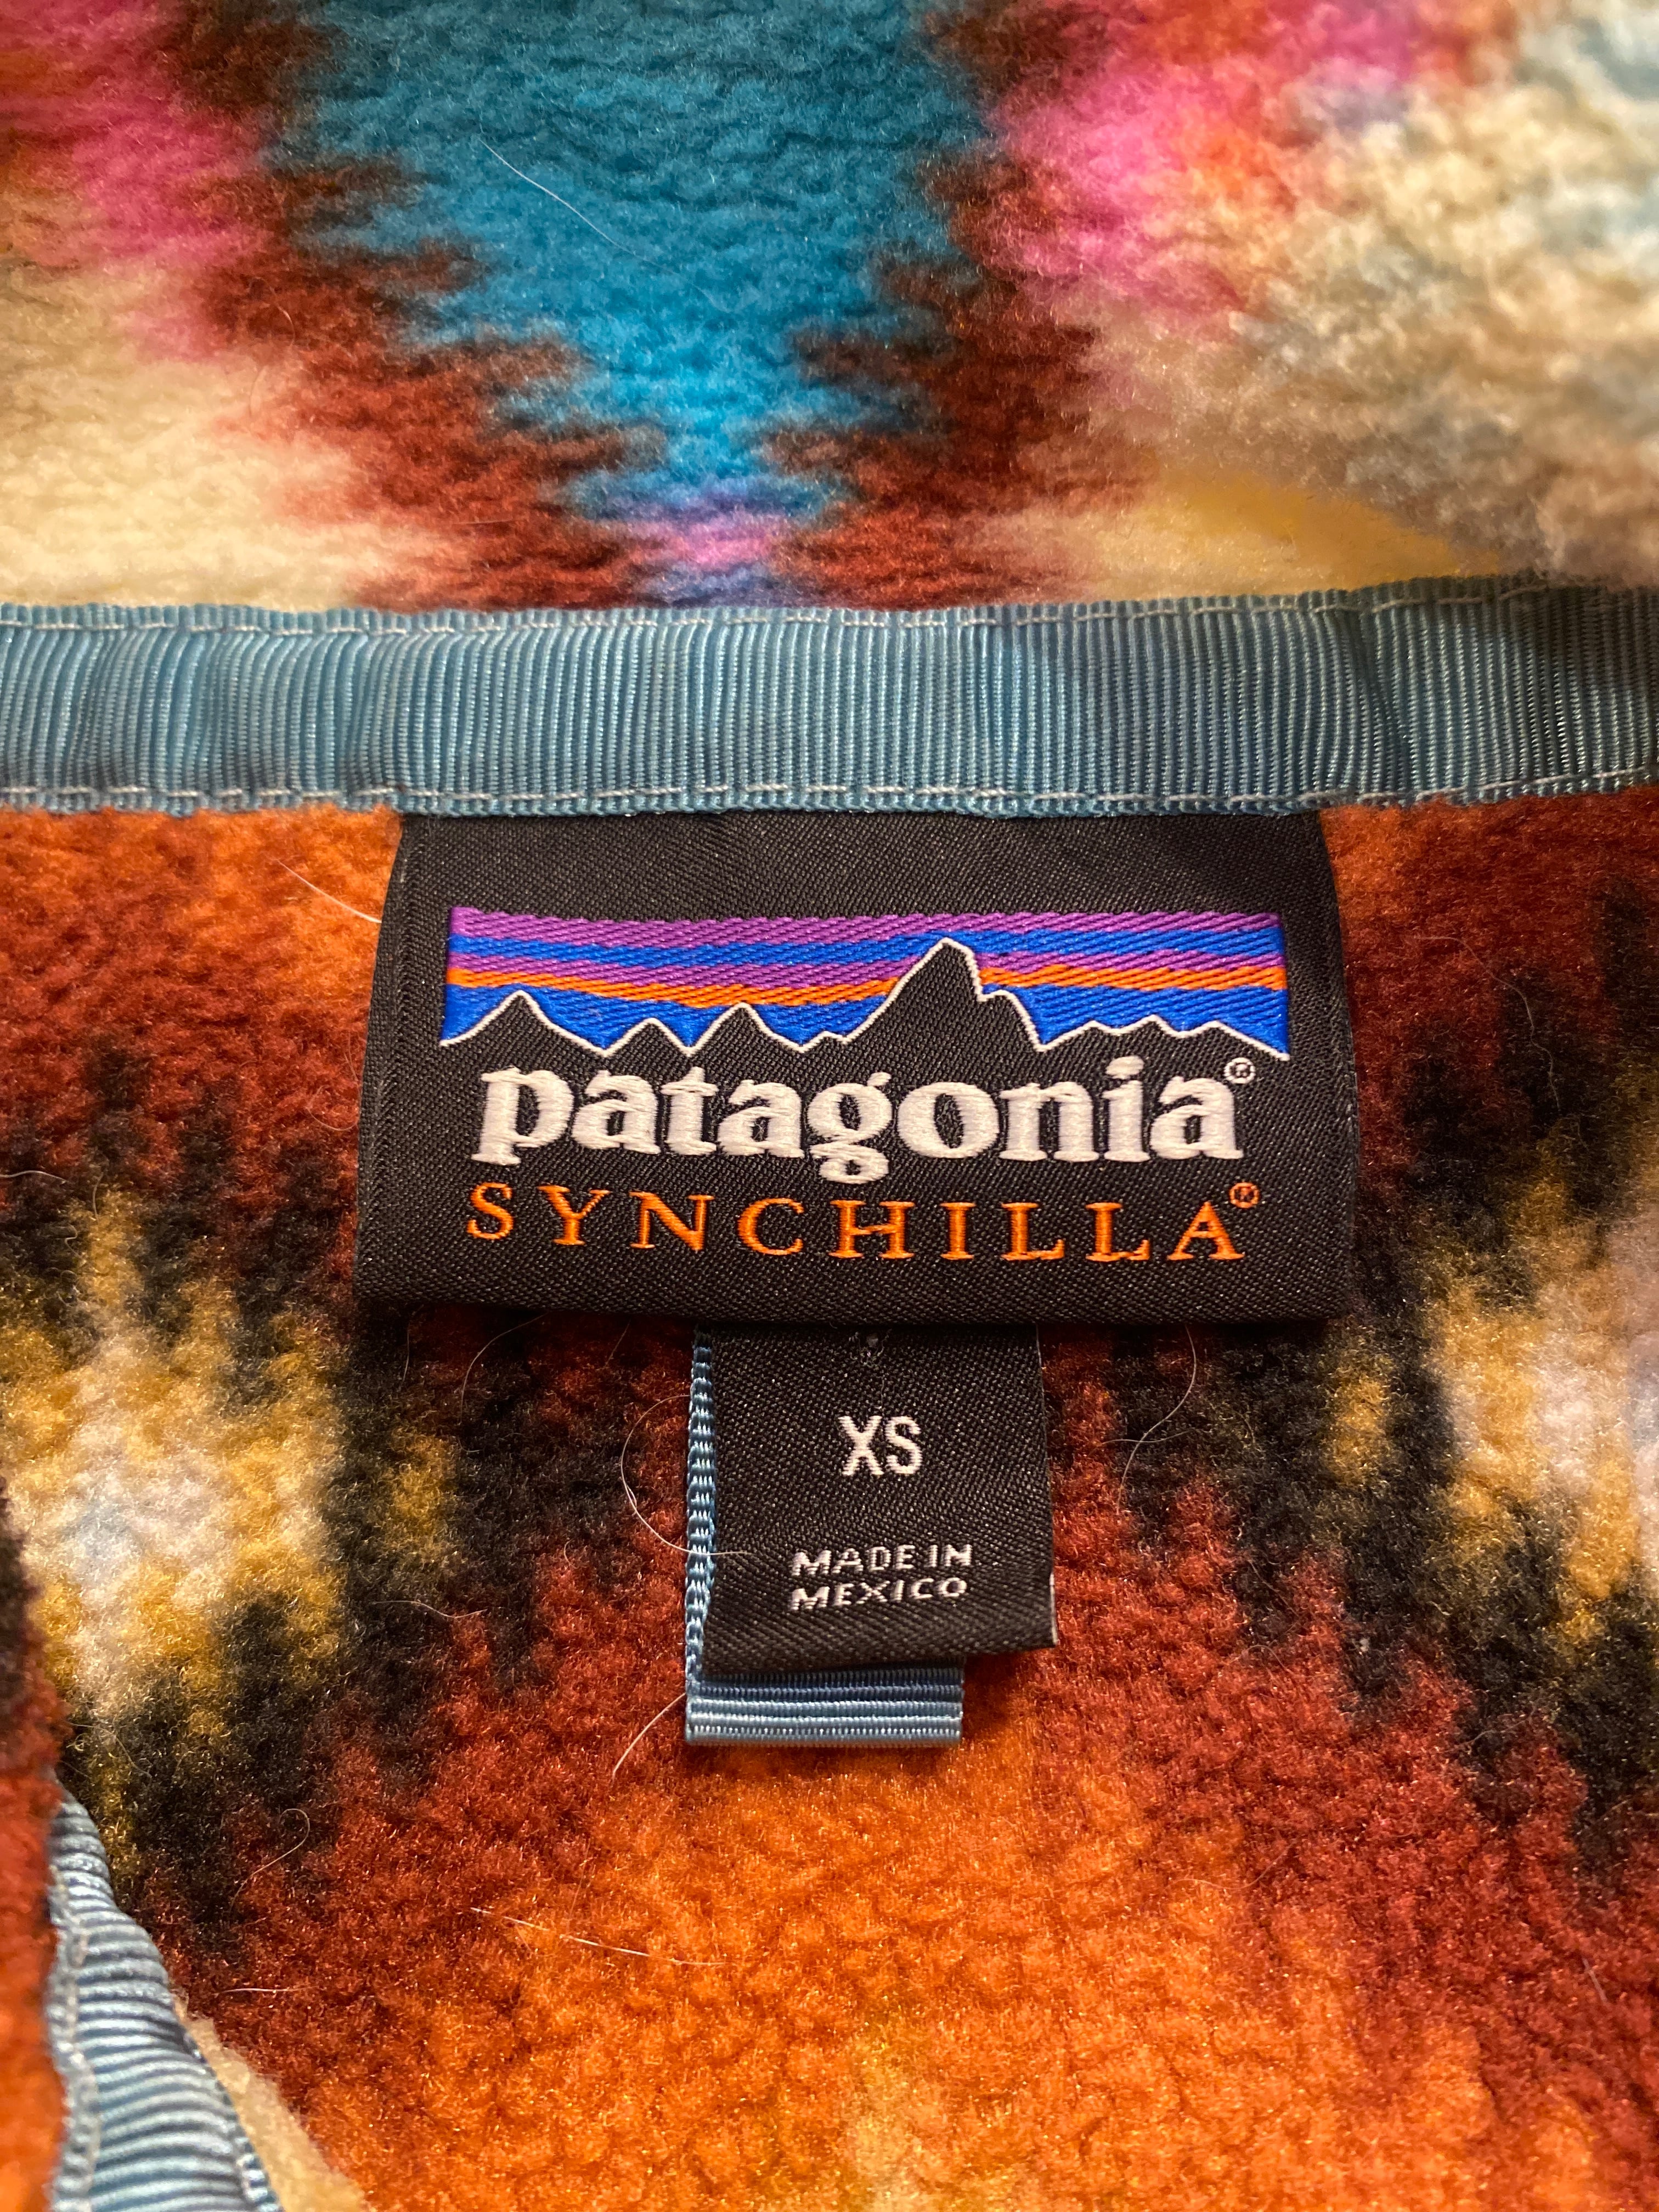 patagonia®
SYNCHILLA®
XS
MADE IN
MEXICO